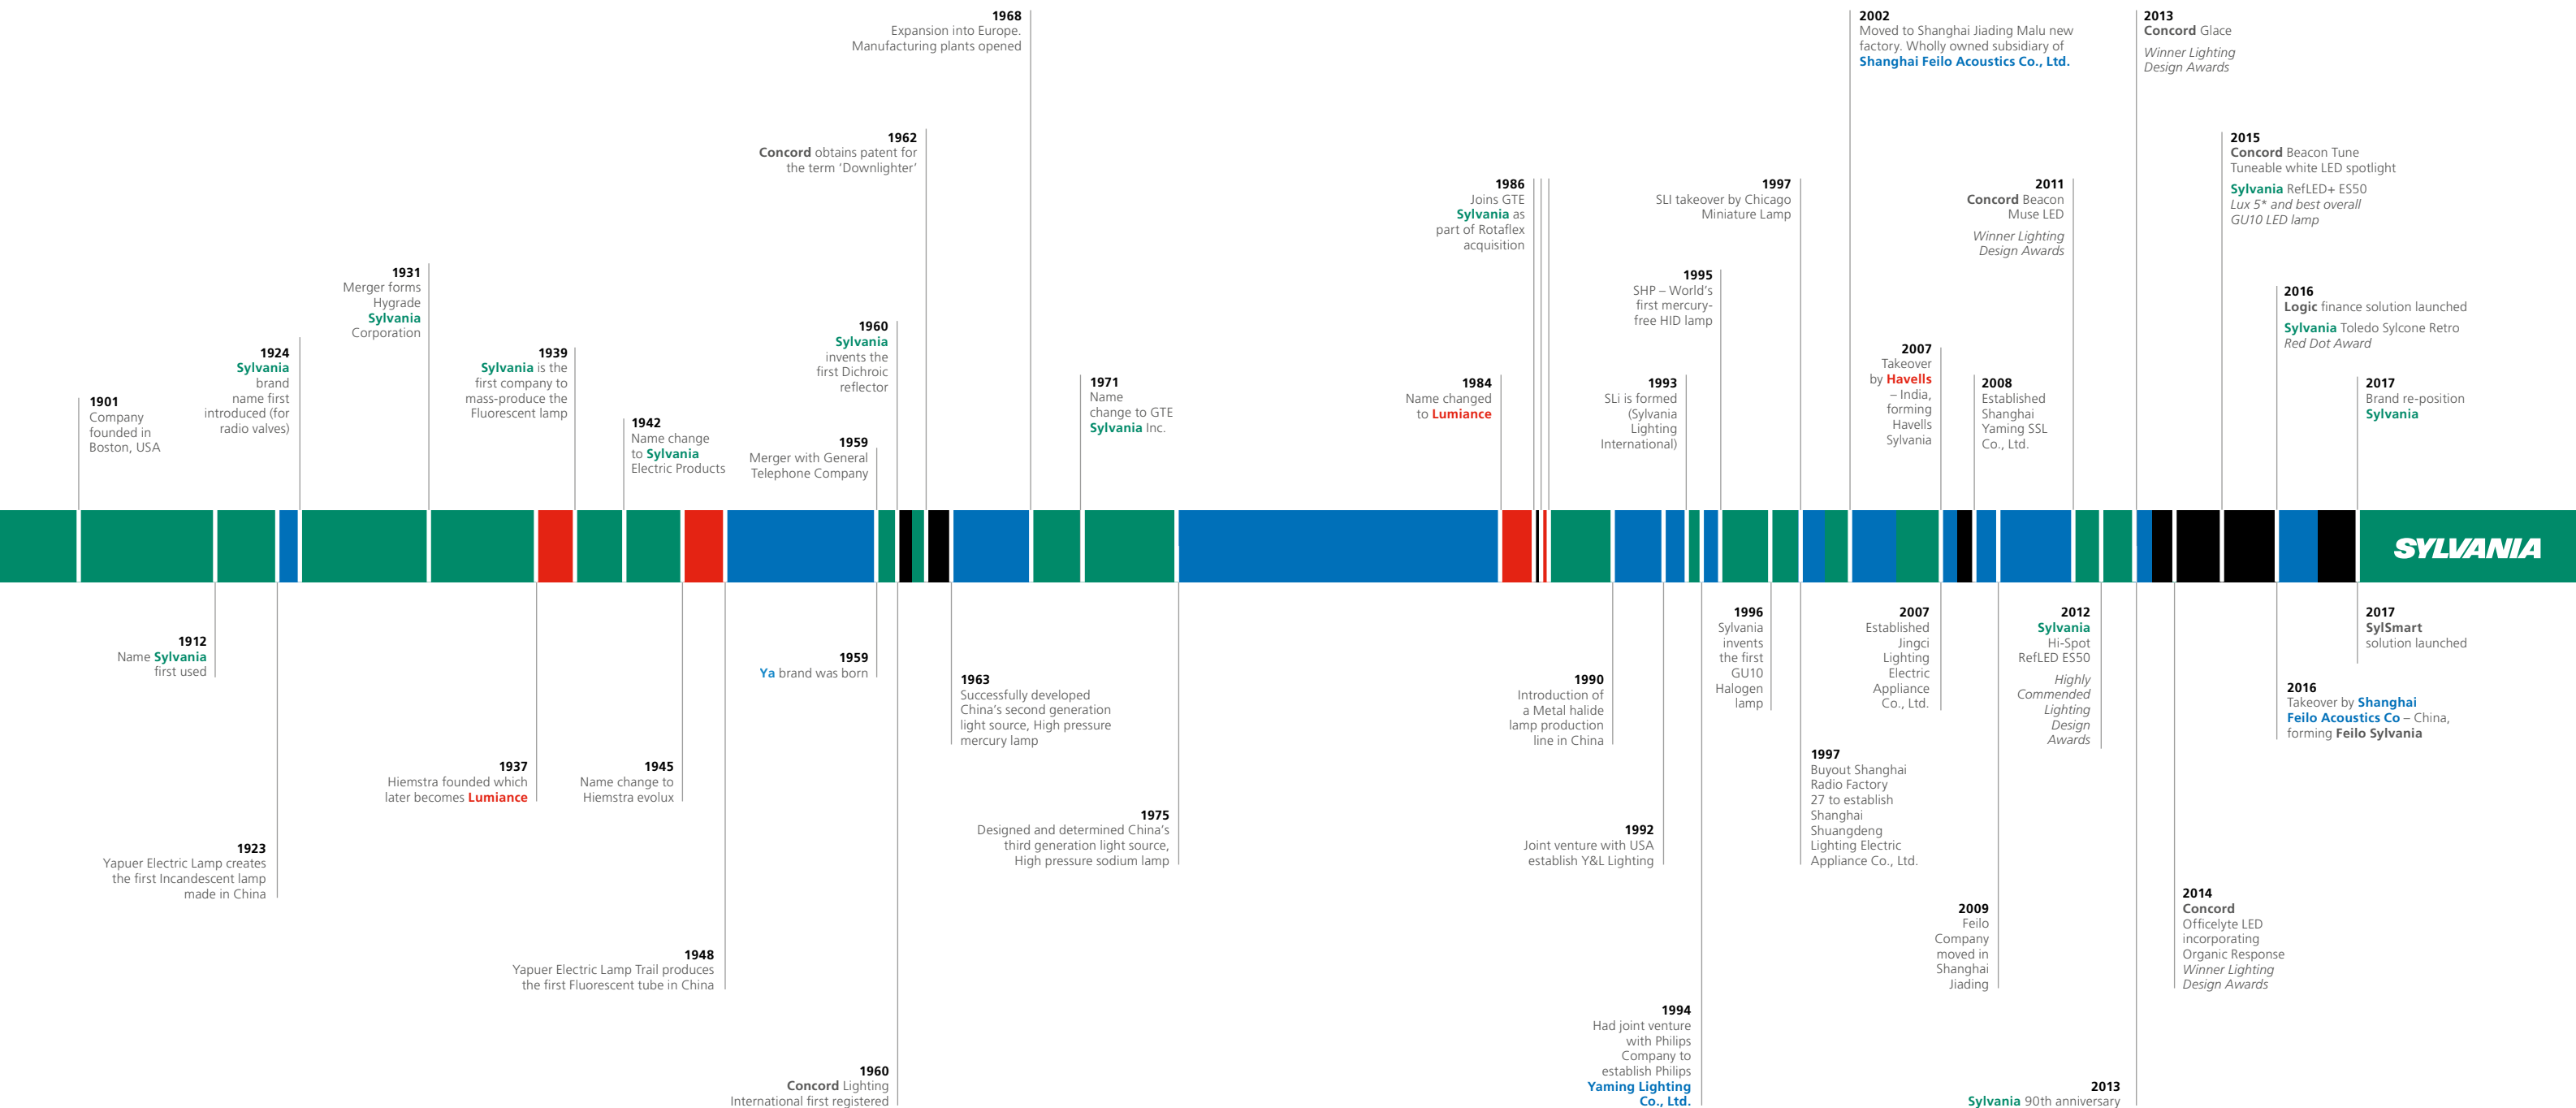 1968
Expansion into Europe.
Manufacturing plants opened
2002
Moved to Shanghai Jiading Malu new
factory. Wholly owned subsidiary of
Shanghai Feilo Acoustics Co., Ltd.
2013
Concord Glace
Winner Lighting
Design Awards
1962
Concord obtains patent for
the term ‘Downlighter’
2015
Concord Beacon Tune
Tuneable white LED spotlight
Sylvania RefLED+ ES50
Lux 5* and best overall
GU10 LED lamp
1986
Joins GTE
Sylvania as
part of Rotaflex
acquisition
1997
SLI takeover by Chicago
Miniature Lamp
2011
Concord Beacon
Muse LED
Winner Lighting
Design Awards
1931
Merger forms
Hygrade
Sylvania
Corporation
1995
SHP – World’s
first mercury-
free HID lamp
2016
Logic finance solution launched
Sylvania Toledo Sylcone Retro
Red Dot Award
1960
Sylvania
invents the
first Dichroic
reflector
1924
Sylvania
brand
name first
introduced (for
radio valves)
1939
Sylvania is the
first company to
mass-produce the
Fluorescent lamp
2007
Takeover
by Havells
– India,
forming
Havells
Sylvania
1901
Company
founded in
Boston, USA
1942
Name change
to Sylvania
Electric Products
1959
Merger with General
Telephone Company
1971
Name
change to GTE
Sylvania Inc.
1984
Name changed
to Lumiance
1993
SLi is formed
(Sylvania
Lighting
International)
2008
Established
Shanghai
Yaming SSL
Co., Ltd.
2017
Brand re-position
Sylvania
SYLVANIA
1912
Name Sylvania
first used
1959
Ya brand was born
1963
Successfully developed
China’s second generation
light source, High pressure
mercury lamp
1990
Introduction of
a Metal halide
lamp production
line in China
1996
Sylvania
invents
the first
GU10
Halogen
lamp
2007
Established
Jingci
Lighting
Electric
Appliance
Co., Ltd.
2012
Sylvania
Hi-Spot
RefLED ES50
Highly
Commended
Lighting
Design
Awards
2017
SylSmart
solution launched
2016
Takeover by Shanghai
Feilo Acoustics Co – China,
forming Feilo Sylvania
1937
Hiemstra founded which
later becomes Lumiance
1945
Name change to
Hiemstra evolux
1997
Buyout Shanghai
Radio Factory
27 to establish
Shanghai
Shuangdeng
Lighting Electric
Appliance Co., Ltd.
1923
Yapuer Electric Lamp creates
the first Incandescent lamp
made in China
1975
Designed and determined China’s
third generation light source,
High pressure sodium lamp
1992
Joint venture with USA
establish Y&L Lighting
2014
Concord
Officelyte LED
incorporating
Organic Response
Winner Lighting
Design Awards
2009
Feilo
Company
moved in
Shanghai
Jiading
1948
Yapuer Electric Lamp Trail produces
the first Fluorescent tube in China
1994
Had joint venture
with Philips
Company to
establish Philips
Yaming Lighting
Co., Ltd.
1960
Concord Lighting
International first registered
2013
Sylvania 90th anniversary